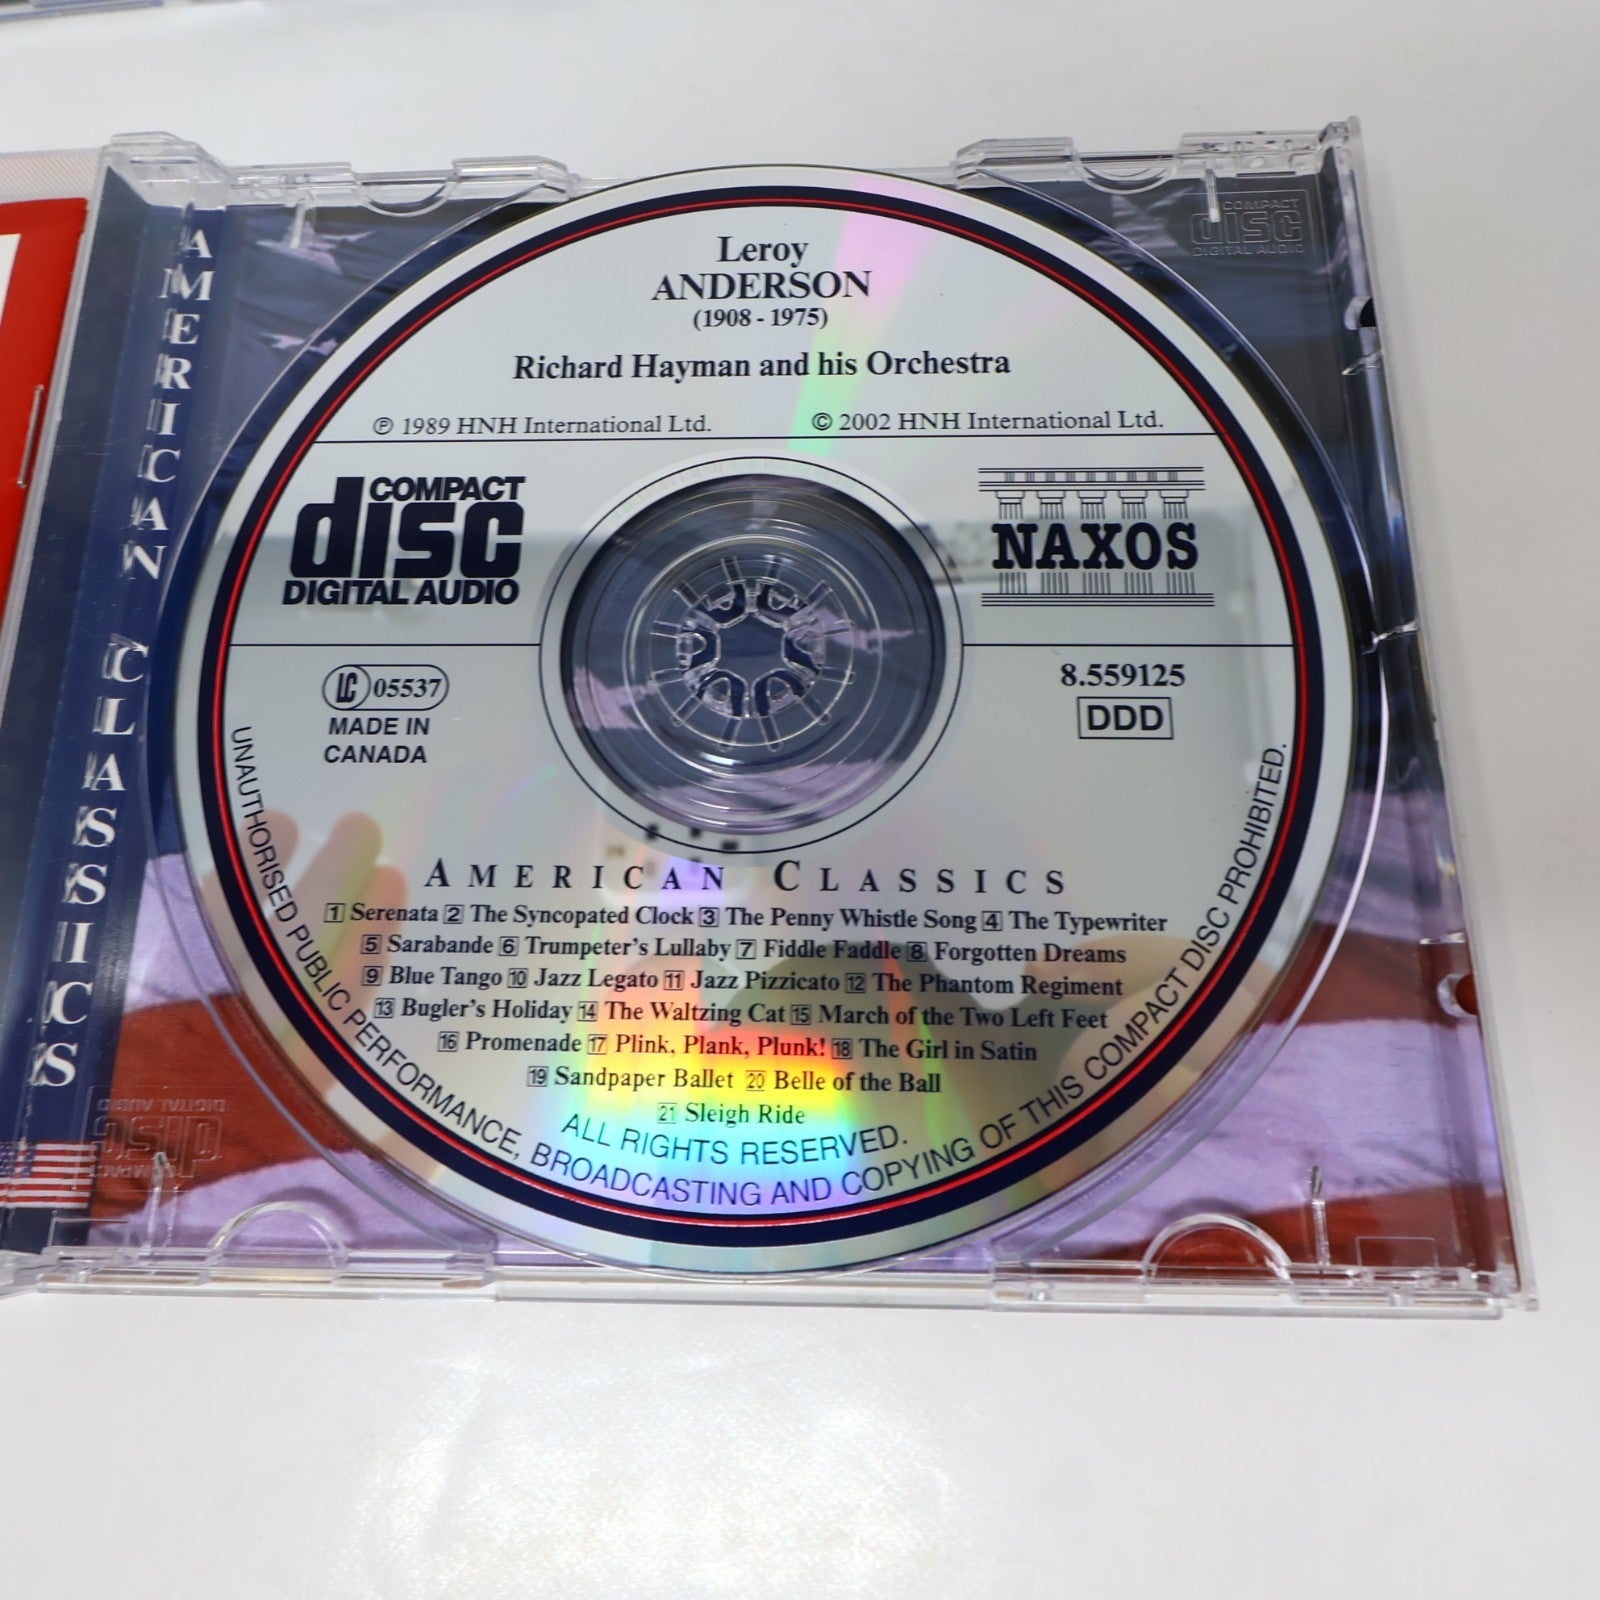 Leroy
ANDERSON
(1908 - 1975)
Richard Hayman and his Orchestra
℗ 1989 HNH International Ltd. © 2002 HNH International Ltd.
COMPACT
disc
DIGITAL AUDIO
NAXOS
LC 05537
MADE IN
CANADA
8.559125
DDD
AMERICAN CLASSICS
1 Serenata 2 The Syncopated Clock 3 The Penny Whistle Song 4 The Typewriter
5 Sarabande 6 Trumpeter's Lullaby 7 Fiddle Faddle 8 Forgotten Dreams
9 Blue Tango 10 Jazz Legato 11 Jazz Pizzicato 12 The Phantom Regiment
13 Bugler's Holiday 14 The Waltzing Cat 15 March of the Two Left Feet
16 Promenade 17 Plink, Plank, Plunk! 18 The Girl in Satin
19 Sandpaper Ballet 20 Belle of the Ball
21 Sleigh Ride
ALL RIGHTS RESERVED.
UNAUTHORISED PUBLIC PERFORMANCE, BROADCASTING AND COPYING OF THIS COMPACT DISC PROHIBITED.
AMERICAN CLASSICS
COMPACT
disc
DIGITAL AUDIO
COMPACT
disc
DIGITAL AUDIO